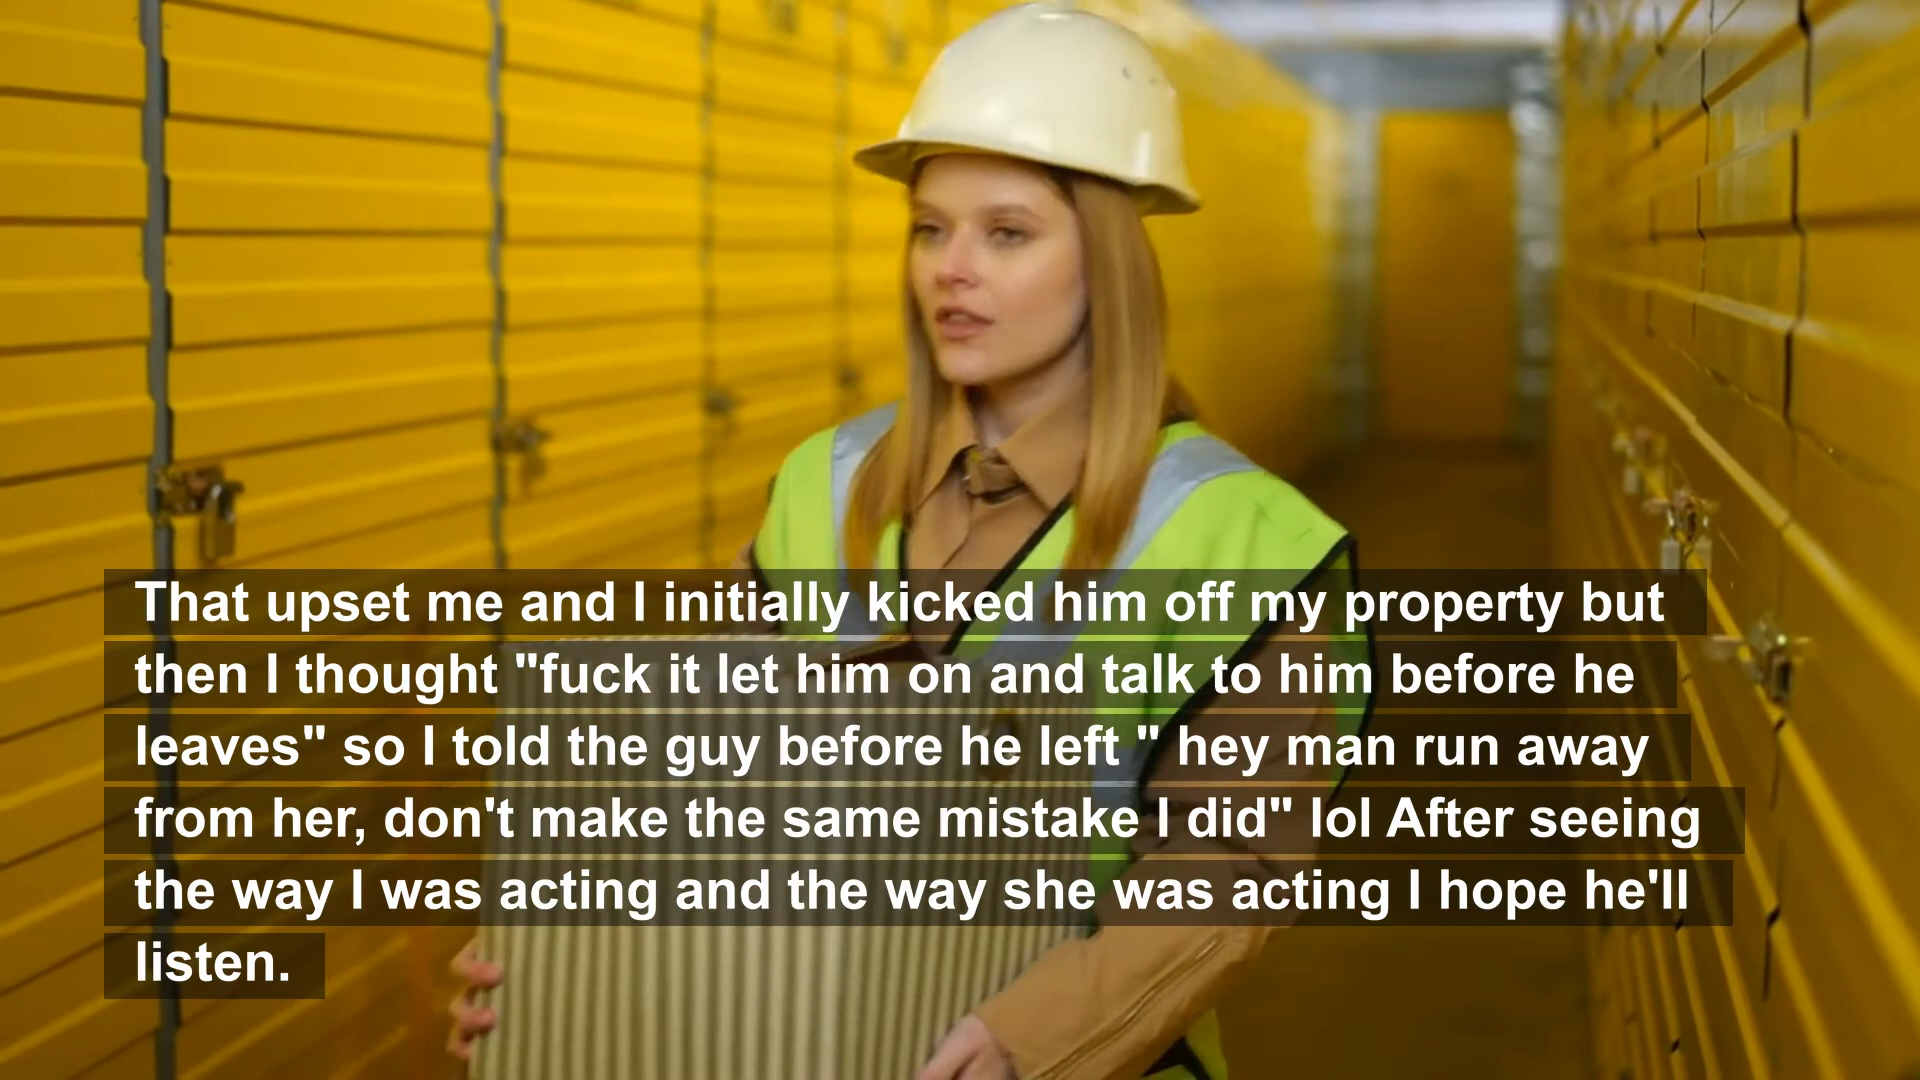 That upset me and I initially kicked him off my property but
then I thought "fuck it let him on and talk to him before he
leaves" so I told the guy before he left " hey man run away
from her, don't make the same mistake I did" lol After seeing
the way I was acting and the way she was acting I hope he'll
listen.